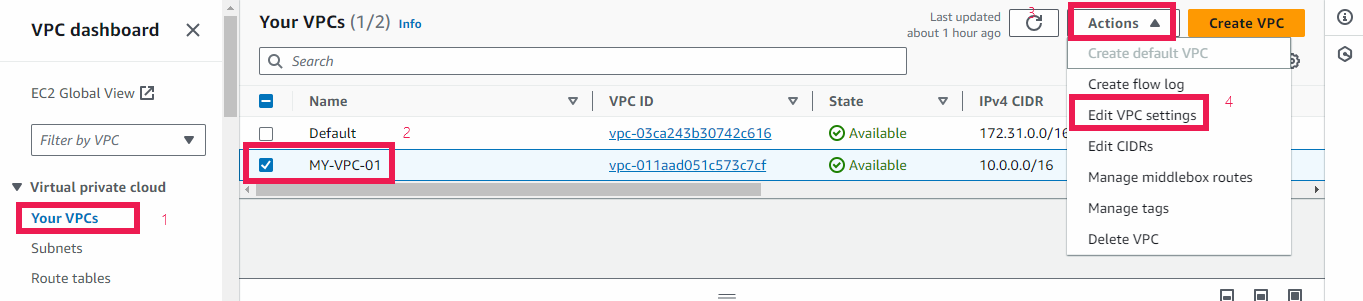 VPC dashboard
EC2 Global View
Filter by VPC
Virtual private cloud
Your VPCs 1
Subnets
Route tables
Your VPCs (1/2) Info
Last updated
about 1 hour ago
3
Actions
Create VPC
Search
Name VPC ID State IPv4 CIDR
Default 2 vpc-03ca243b30742c616 Available 172.31.0.0/16
MY-VPC-01 vpc-011aad051c573c7cf Available 10.0.0.0/16
Create default VPC
Create flow log
Edit VPC settings 4
Edit CIDRs
Manage middlebox routes
Manage tags
Delete VPC